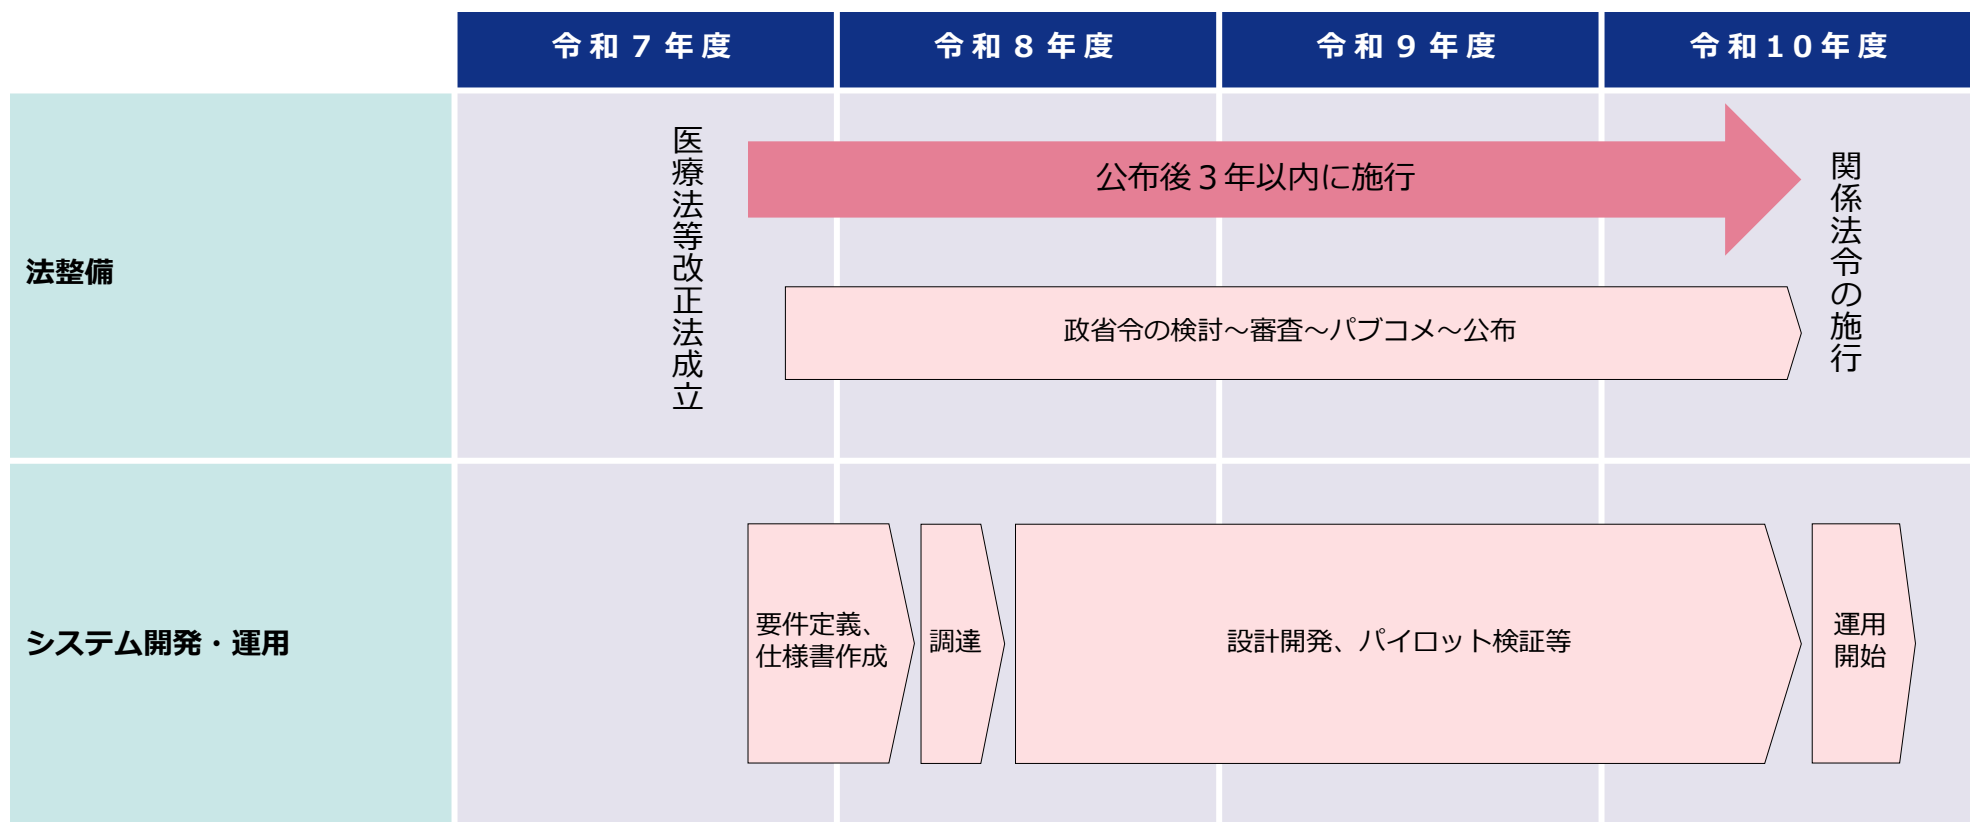 令和７年度
令和８年度
令和９年度
令和１０年度
法整備
医療法等改正法成立
公布後３年以内に施行
政省令の検討～審査～パブコメ～公布
関係法令の施行
システム開発・運用
要件定義、
仕様書作成
調達
設計開発、パイロット検証等
運用
開始